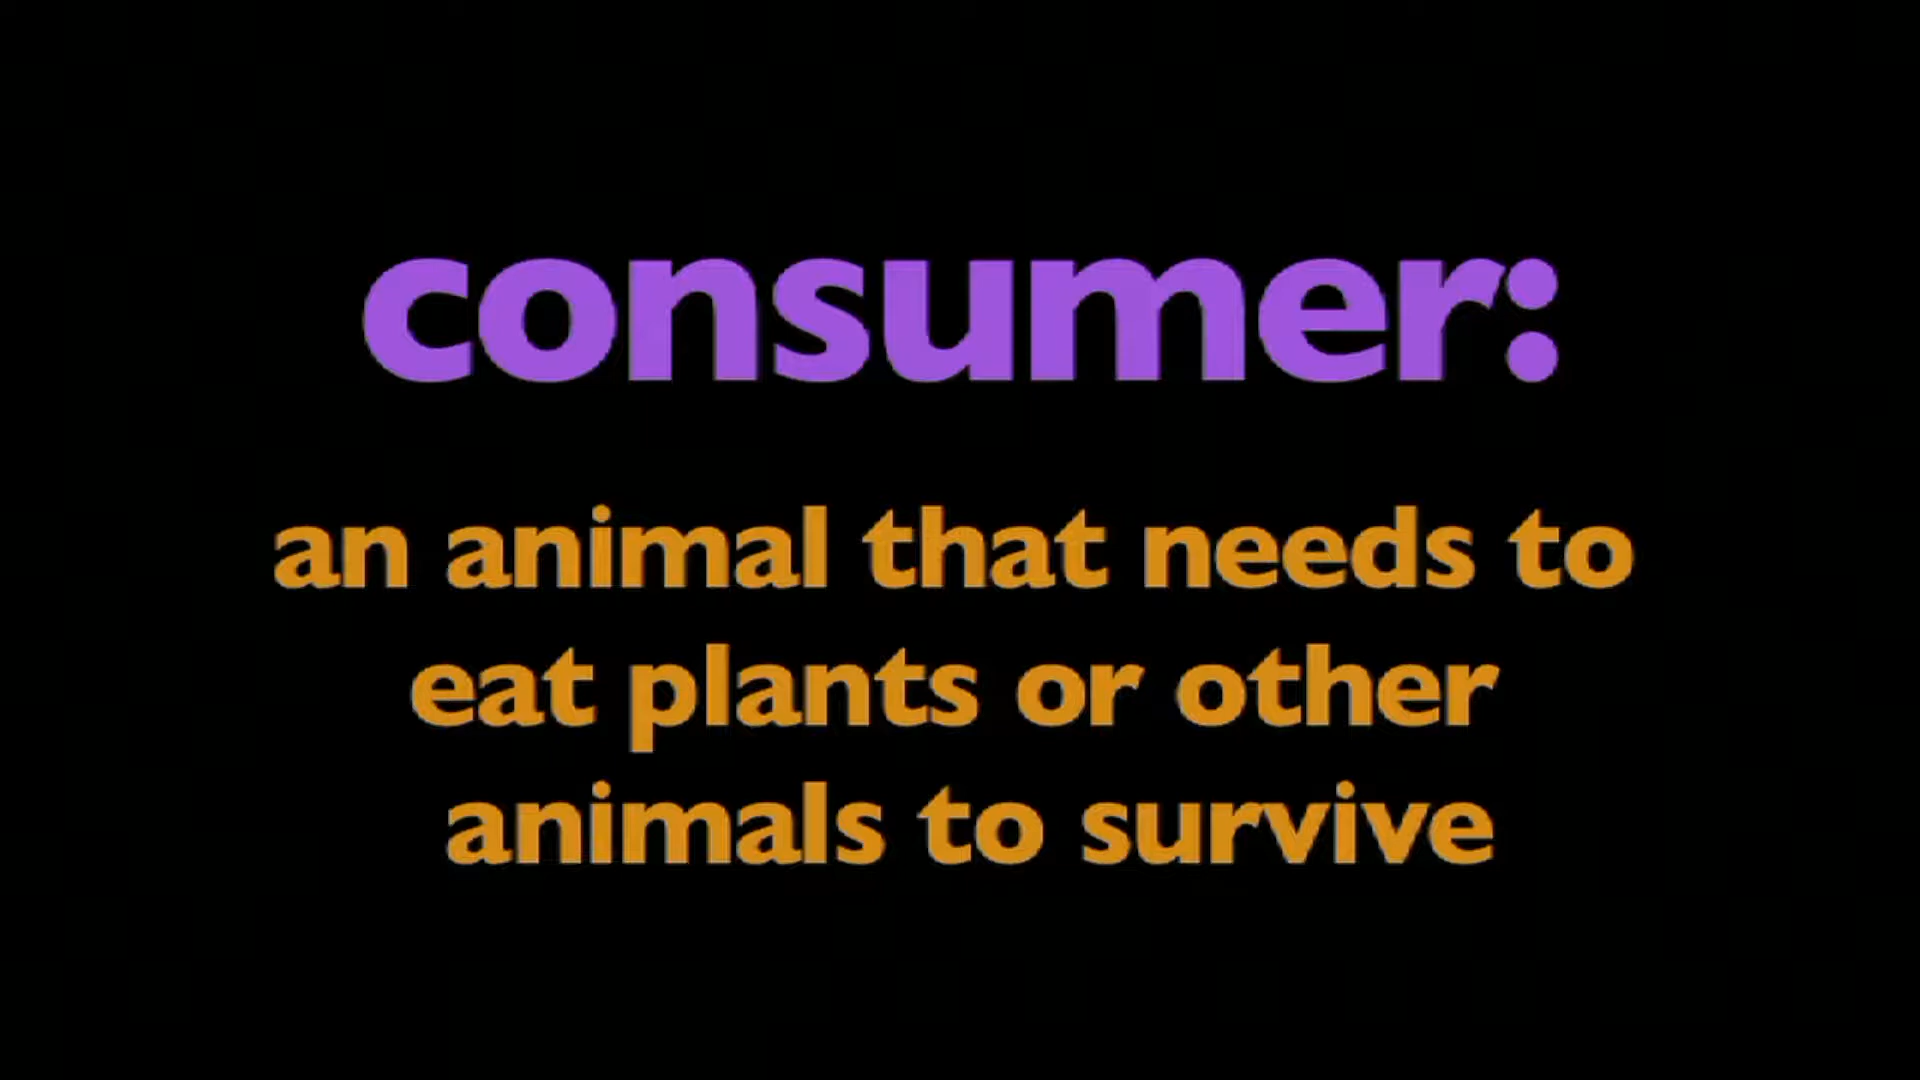 consumer:
an animal that needs to
eat plants or other
animals to survive